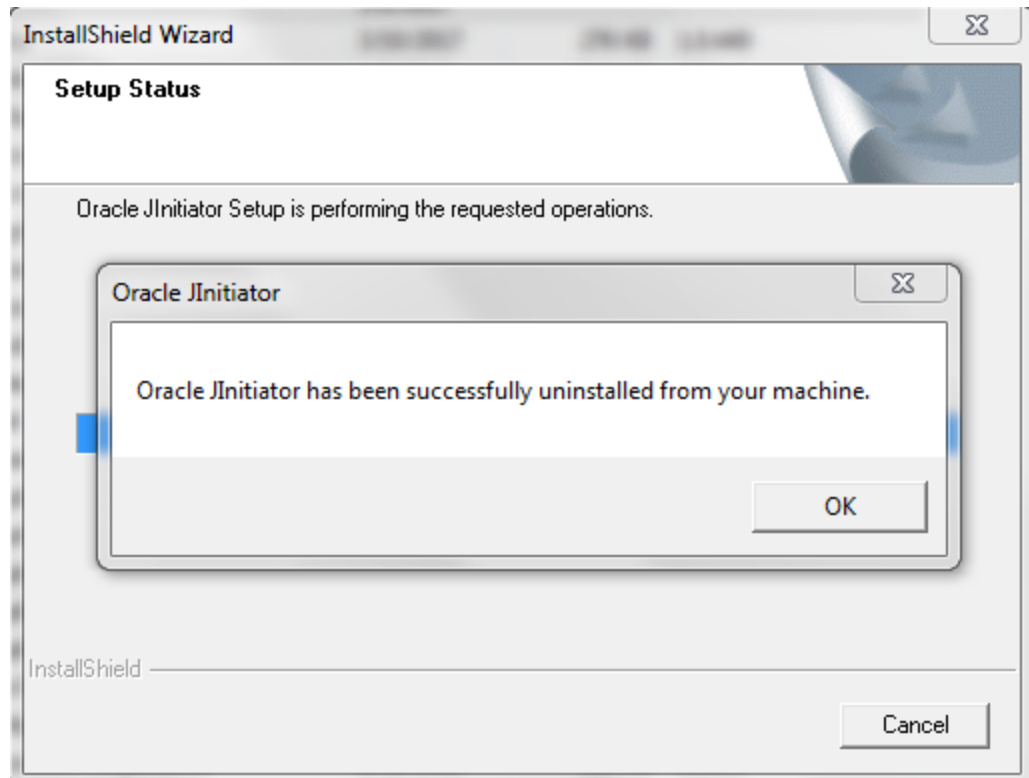 InstallShield Wizard
Setup Status
Oracle JInitiator Setup is performing the requested operations.
Oracle JInitiator
Oracle JInitiator has been successfully uninstalled from your machine.
OK
InstallShield
Cancel